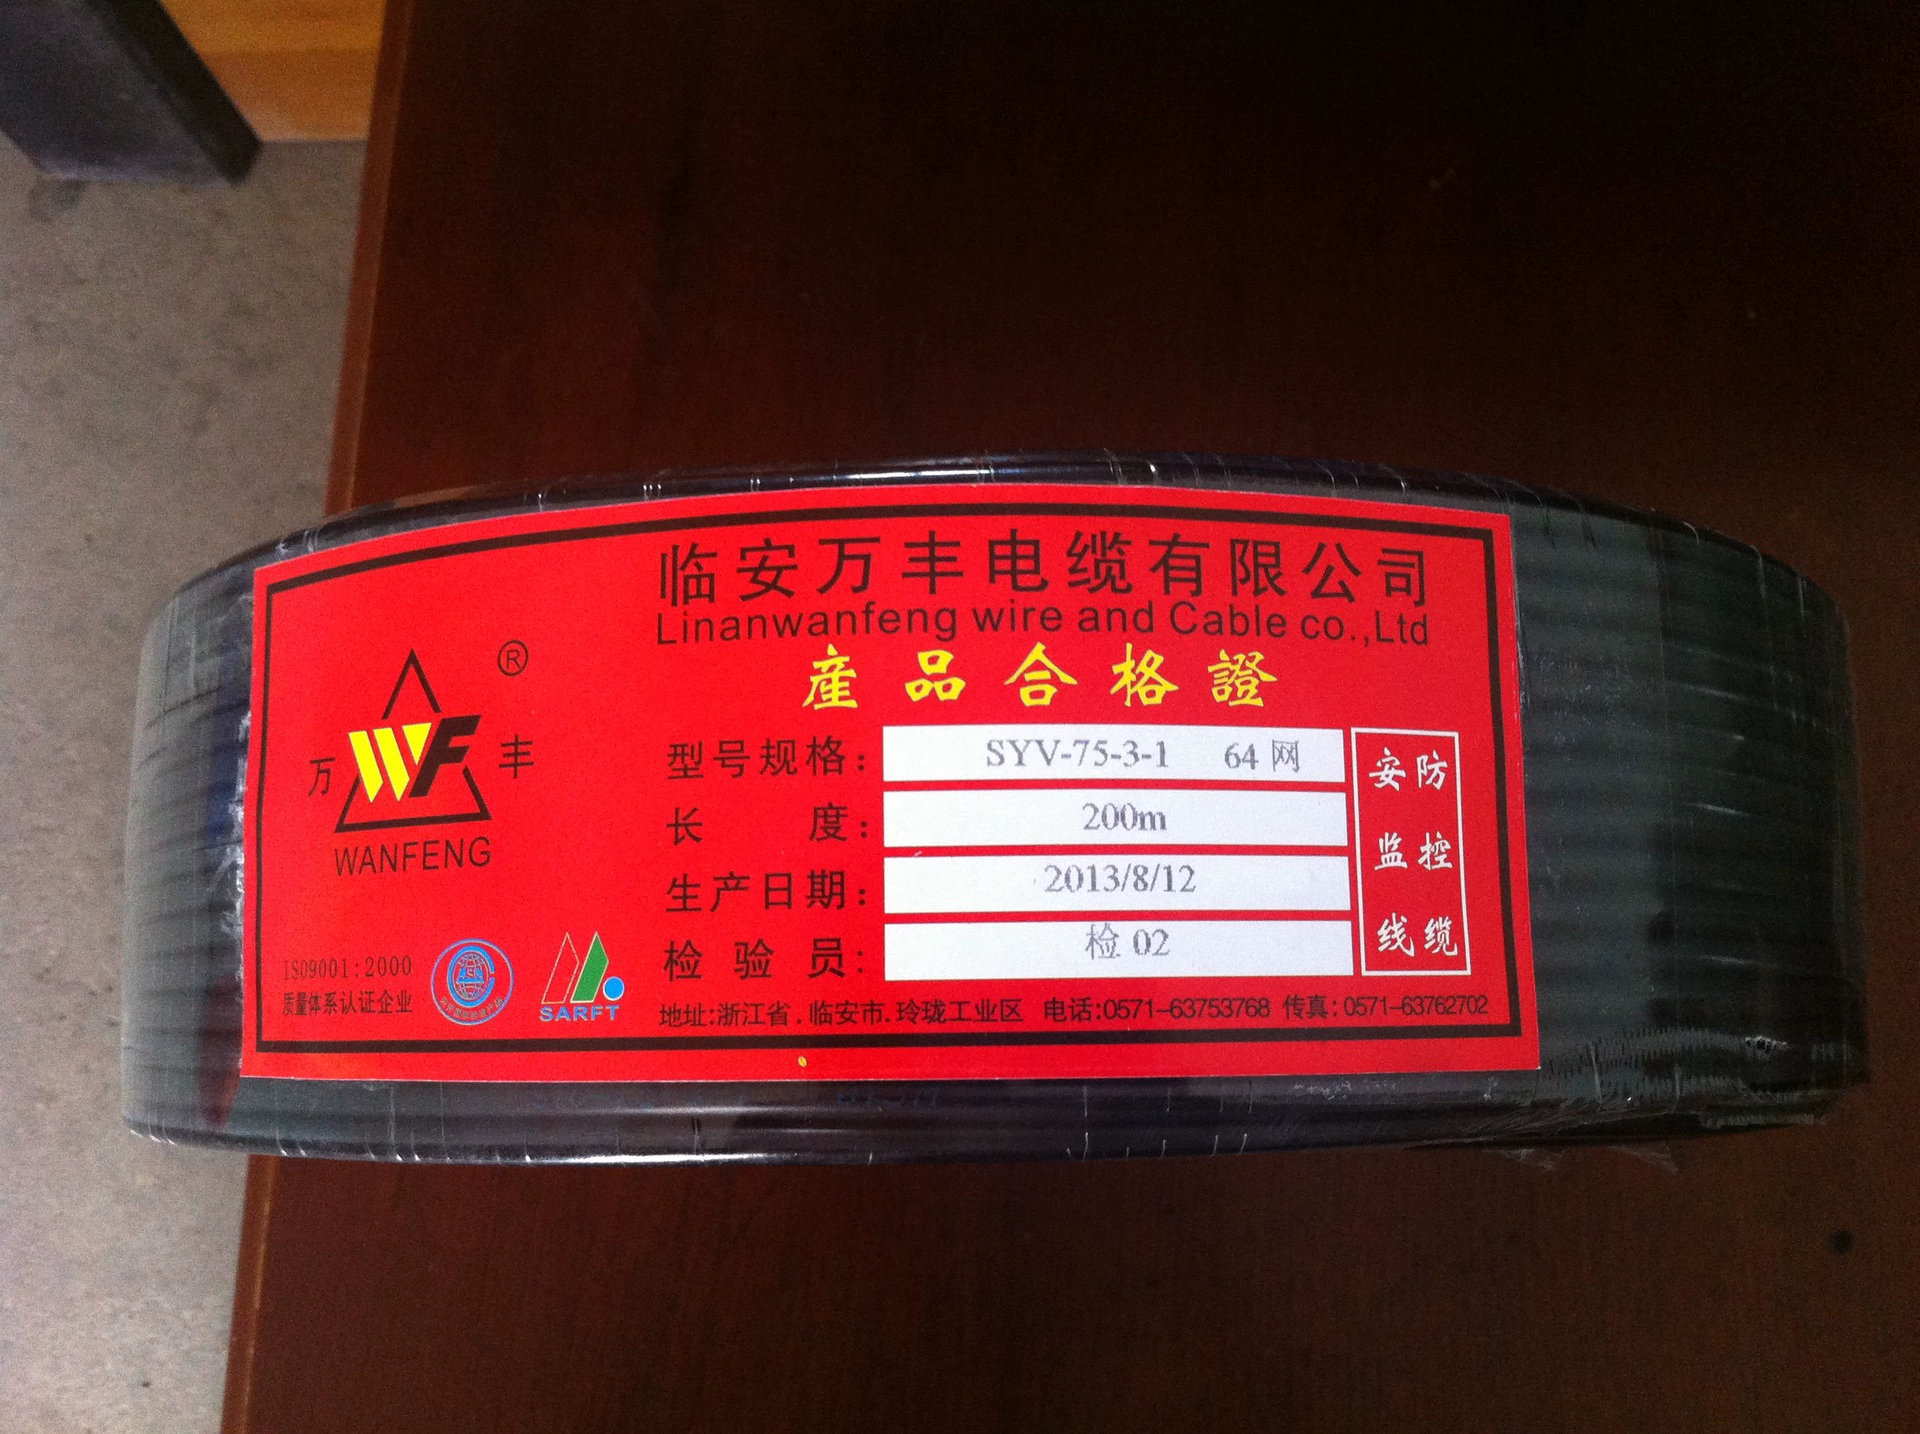 临安万丰电缆有限公司
Linanwanfeng wire and Cable co.,Ltd
産品合格證
®
万 WF 丰
WANFENG
型号规格: SYV-75-3-1 64 网
长度: 200m
生产日期: 2013/8/12
检验员: 检 02
安防
监控
线缆
ISO9001:2000
质量体系认证企业
SARFT
地址:浙江省.临安市.玲珑工业区 电话:0571-63753768 传真:0571-63762702